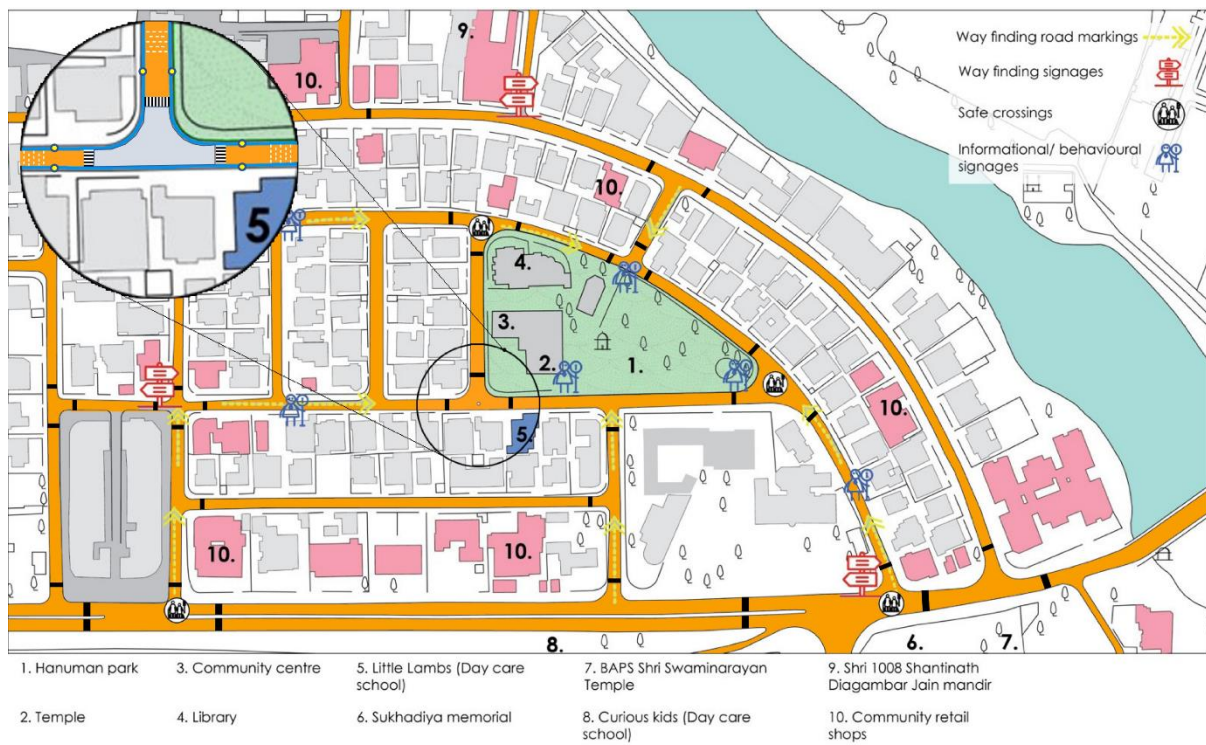 Way finding road markings
Way finding signages
Safe crossings
Informational/ behavioural
signages
9.
10.
10.
5
4.
3.
2.
1.
5.
10.
10.
10.
8.
6.
7.
1. Hanuman park
3. Community centre
5. Little Lambs (Day care
school)
7. BAPS Shri Swaminarayan
Temple
9. Shri 1008 Shantinath
Diagambar Jain mandir
2. Temple
4. Library
6. Sukhadiya memorial
8. Curious kids (Day care
school)
10. Community retail
shops